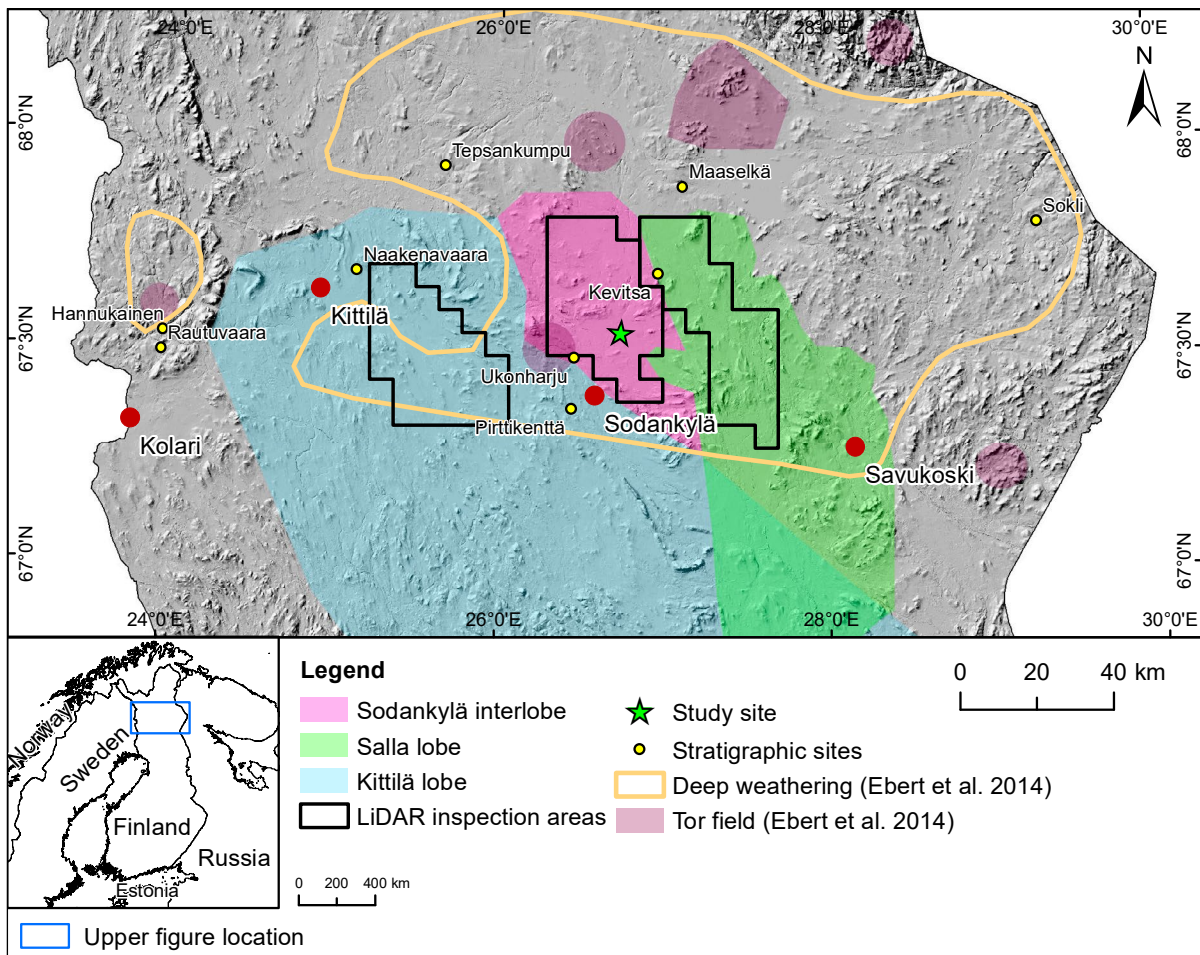 24°0'E
26°0'E
28°0'E
30°0'E
N
68°0'N
68°0'N
Tepsankumpu
Maaselkä
Sokli
Naakenavaara
Kevitsa
Hannukainen
Kittilä
Rautuvaara
67°30'N
67°30'N
Ukonharju
Pirttikenttä
Sodankylä
Kolari
Savukoski
67°0'N
67°0'N
24°0'E
26°0'E
28°0'E
30°0'E
Norway
Sweden
Finland
Russia
Estonia
Upper figure location
Legend
Sodankylä interlobe
Salla lobe
Kittilä lobe
LiDAR inspection areas
0 200 400 km
Study site
Stratigraphic sites
Deep weathering (Ebert et al. 2014)
Tor field (Ebert et al. 2014)
0 20 40 km